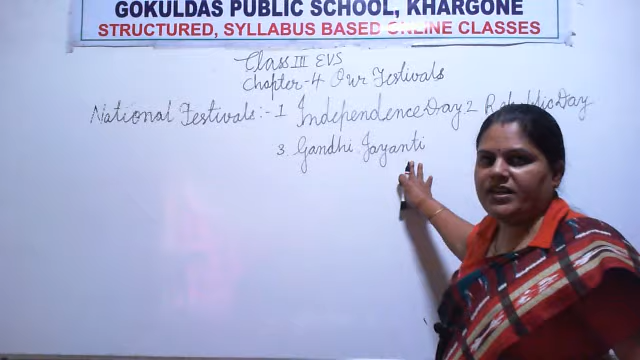 GOKULDAS PUBLIC SCHOOL, KHARGONE
STRUCTURED, SYLLABUS BASED ONLINE CLASSES
Class III EVS
Chapter-4 Our Festivals
National Festivals:- 1 Independence Day 2 Republic Day
3 Gandhi Jayanti